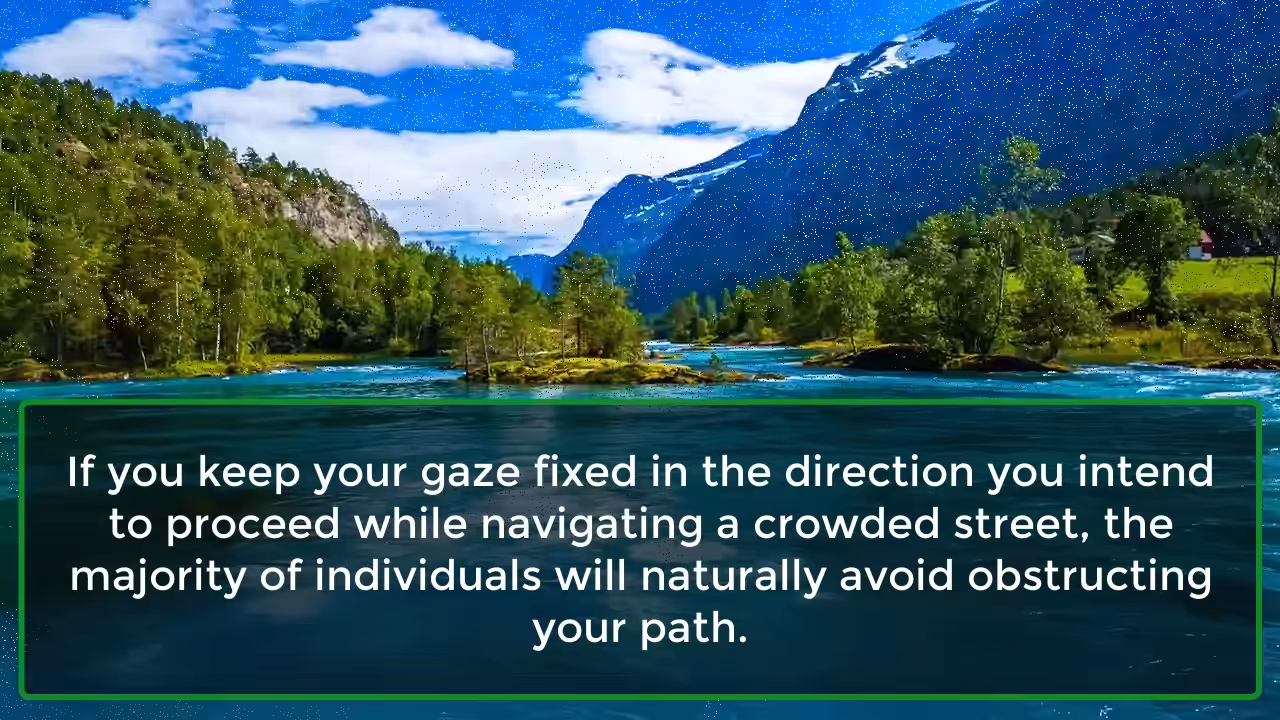 If you keep your gaze fixed in the direction you intend
to proceed while navigating a crowded street, the
majority of individuals will naturally avoid obstructing
your path.